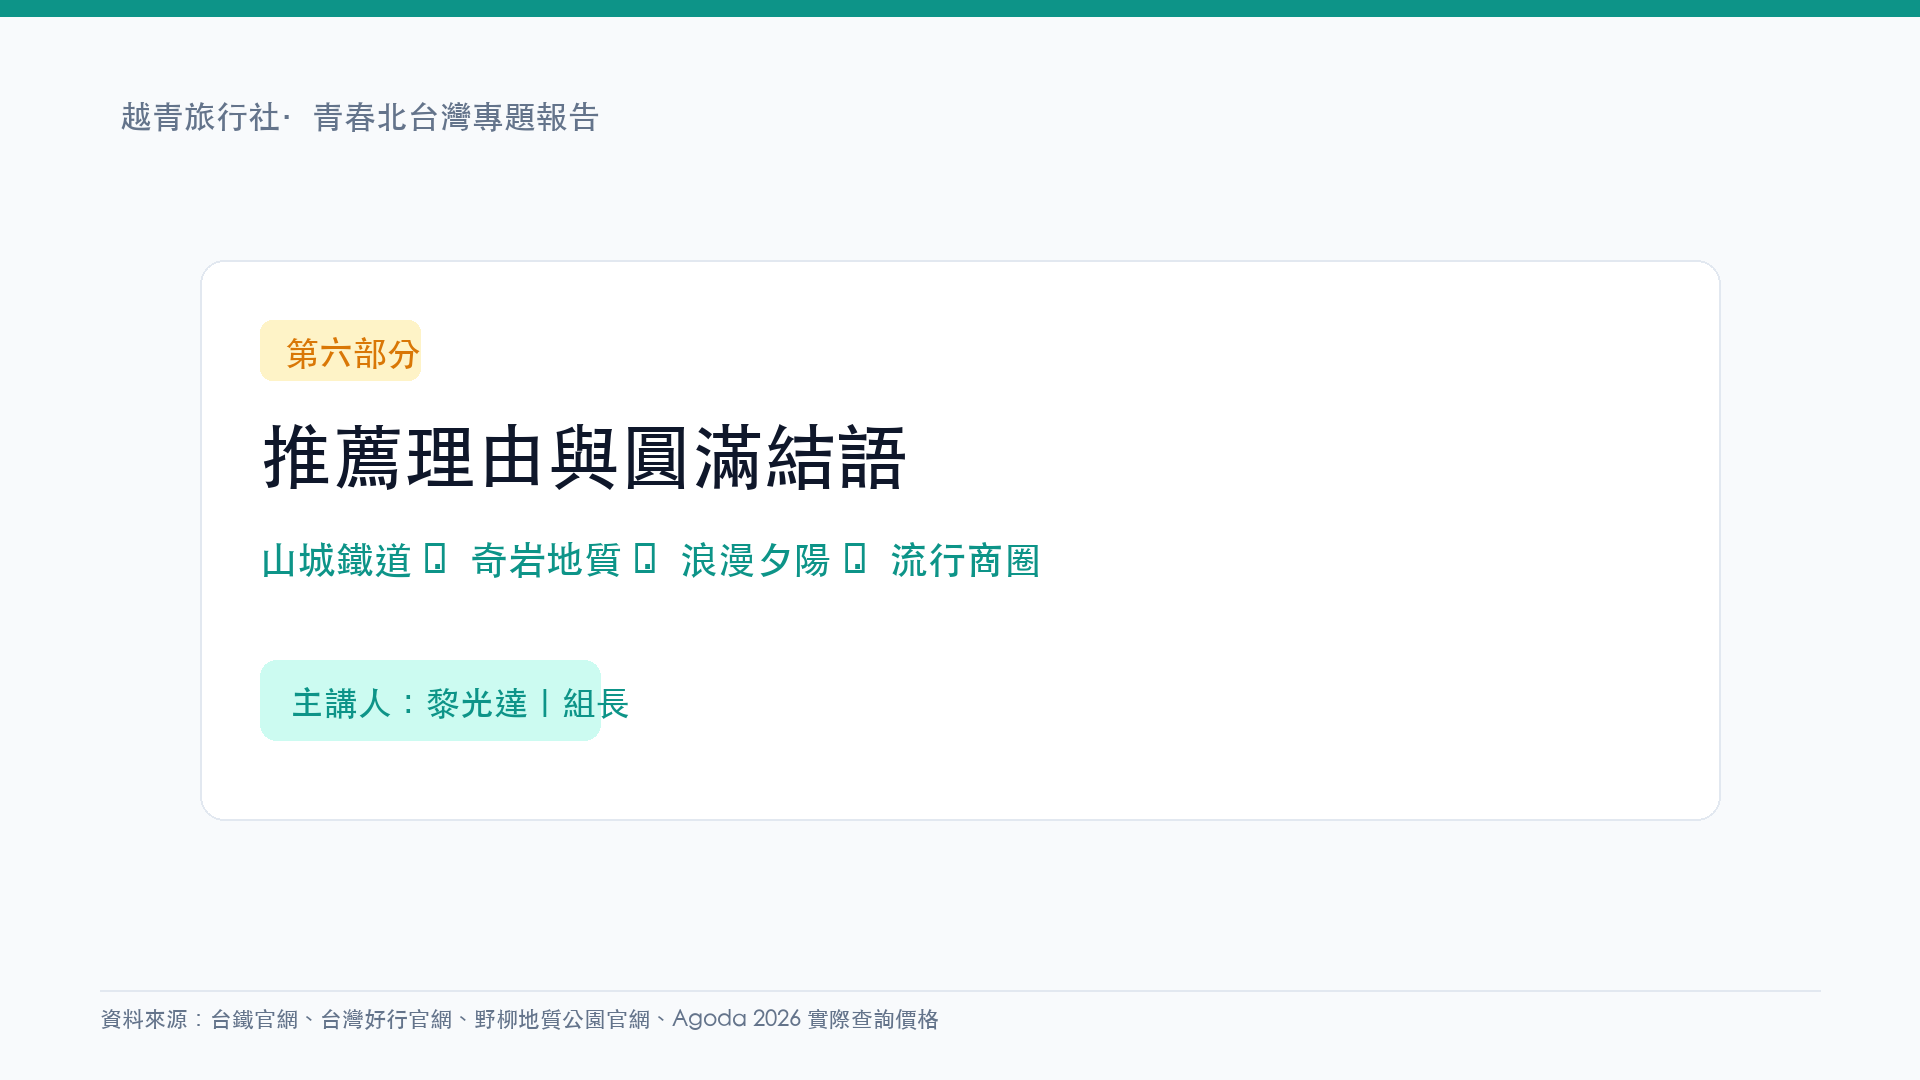 越青旅行社· 青春北台灣專題報告
第六部分
推薦理由與圓滿結語
山城鐵道 奇岩地質 浪漫夕陽 流行商圈
主講人：黎光達｜組長
資料來源：台鐵官網、台灣好行官網、野柳地質公園官網、Agoda 2026 實際查詢價格